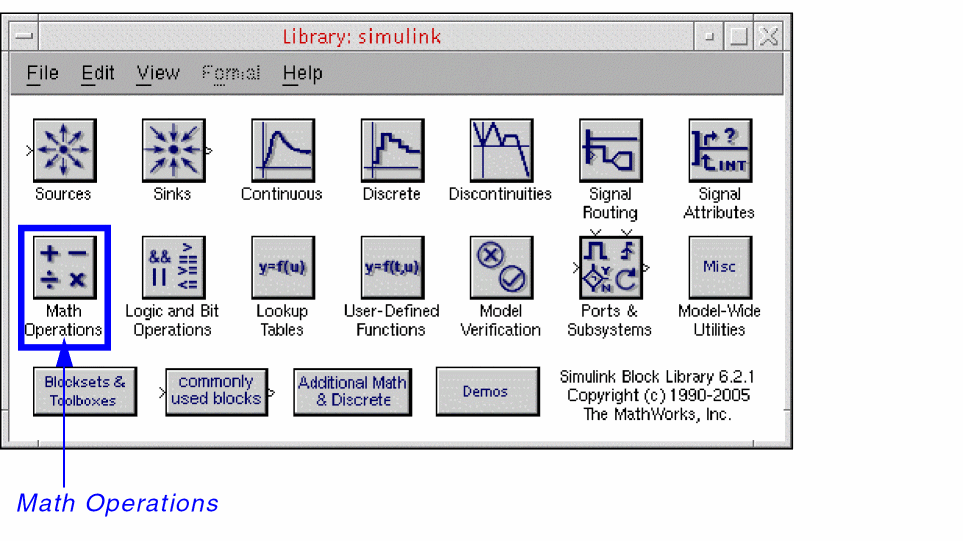 Library: simulink
File Edit View Format Help
Sources Sinks Continuous Discrete Discontinuities Signal Routing ? INT Signal Attributes
+ − ÷ × Math Operations
&& || > == >= <= Logic and Bit Operations
y=f(u) Lookup Tables
y=f(t,u) User-Defined Functions
Model Verification
Y N Ports & Subsystems
Misc Model-Wide Utilities
Blocksets & Toolboxes
commonly used blocks
Additional Math & Discrete
Demos
Simulink Block Library 6.2.1
Copyright (c) 1990-2005
The MathWorks, Inc.
Math Operations